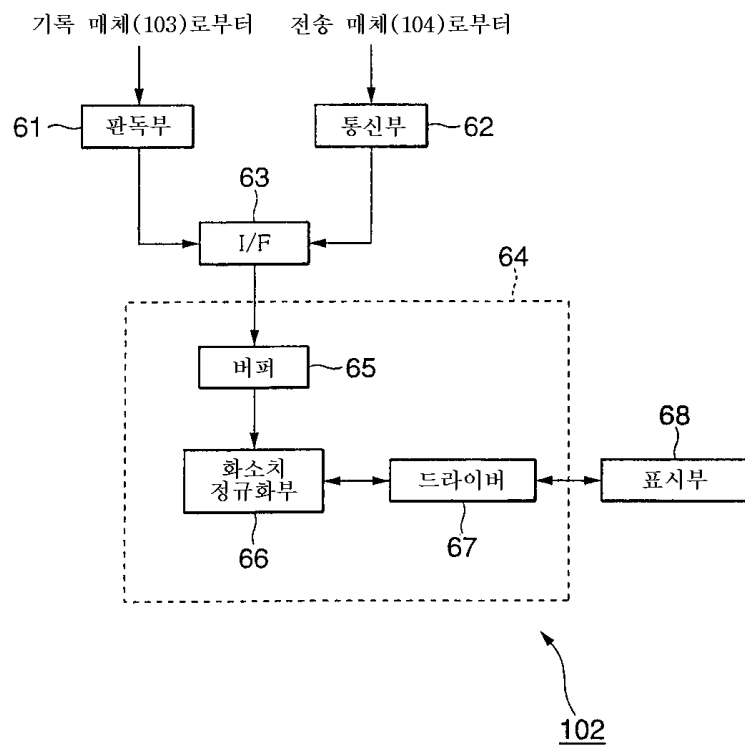 기록 매체(103)로부터
전송 매체(104)로부터
61
판독부
통신부
62
63
I/F
64
버퍼
65
화소치
정규화부
66
드라이버
67
68
표시부
102